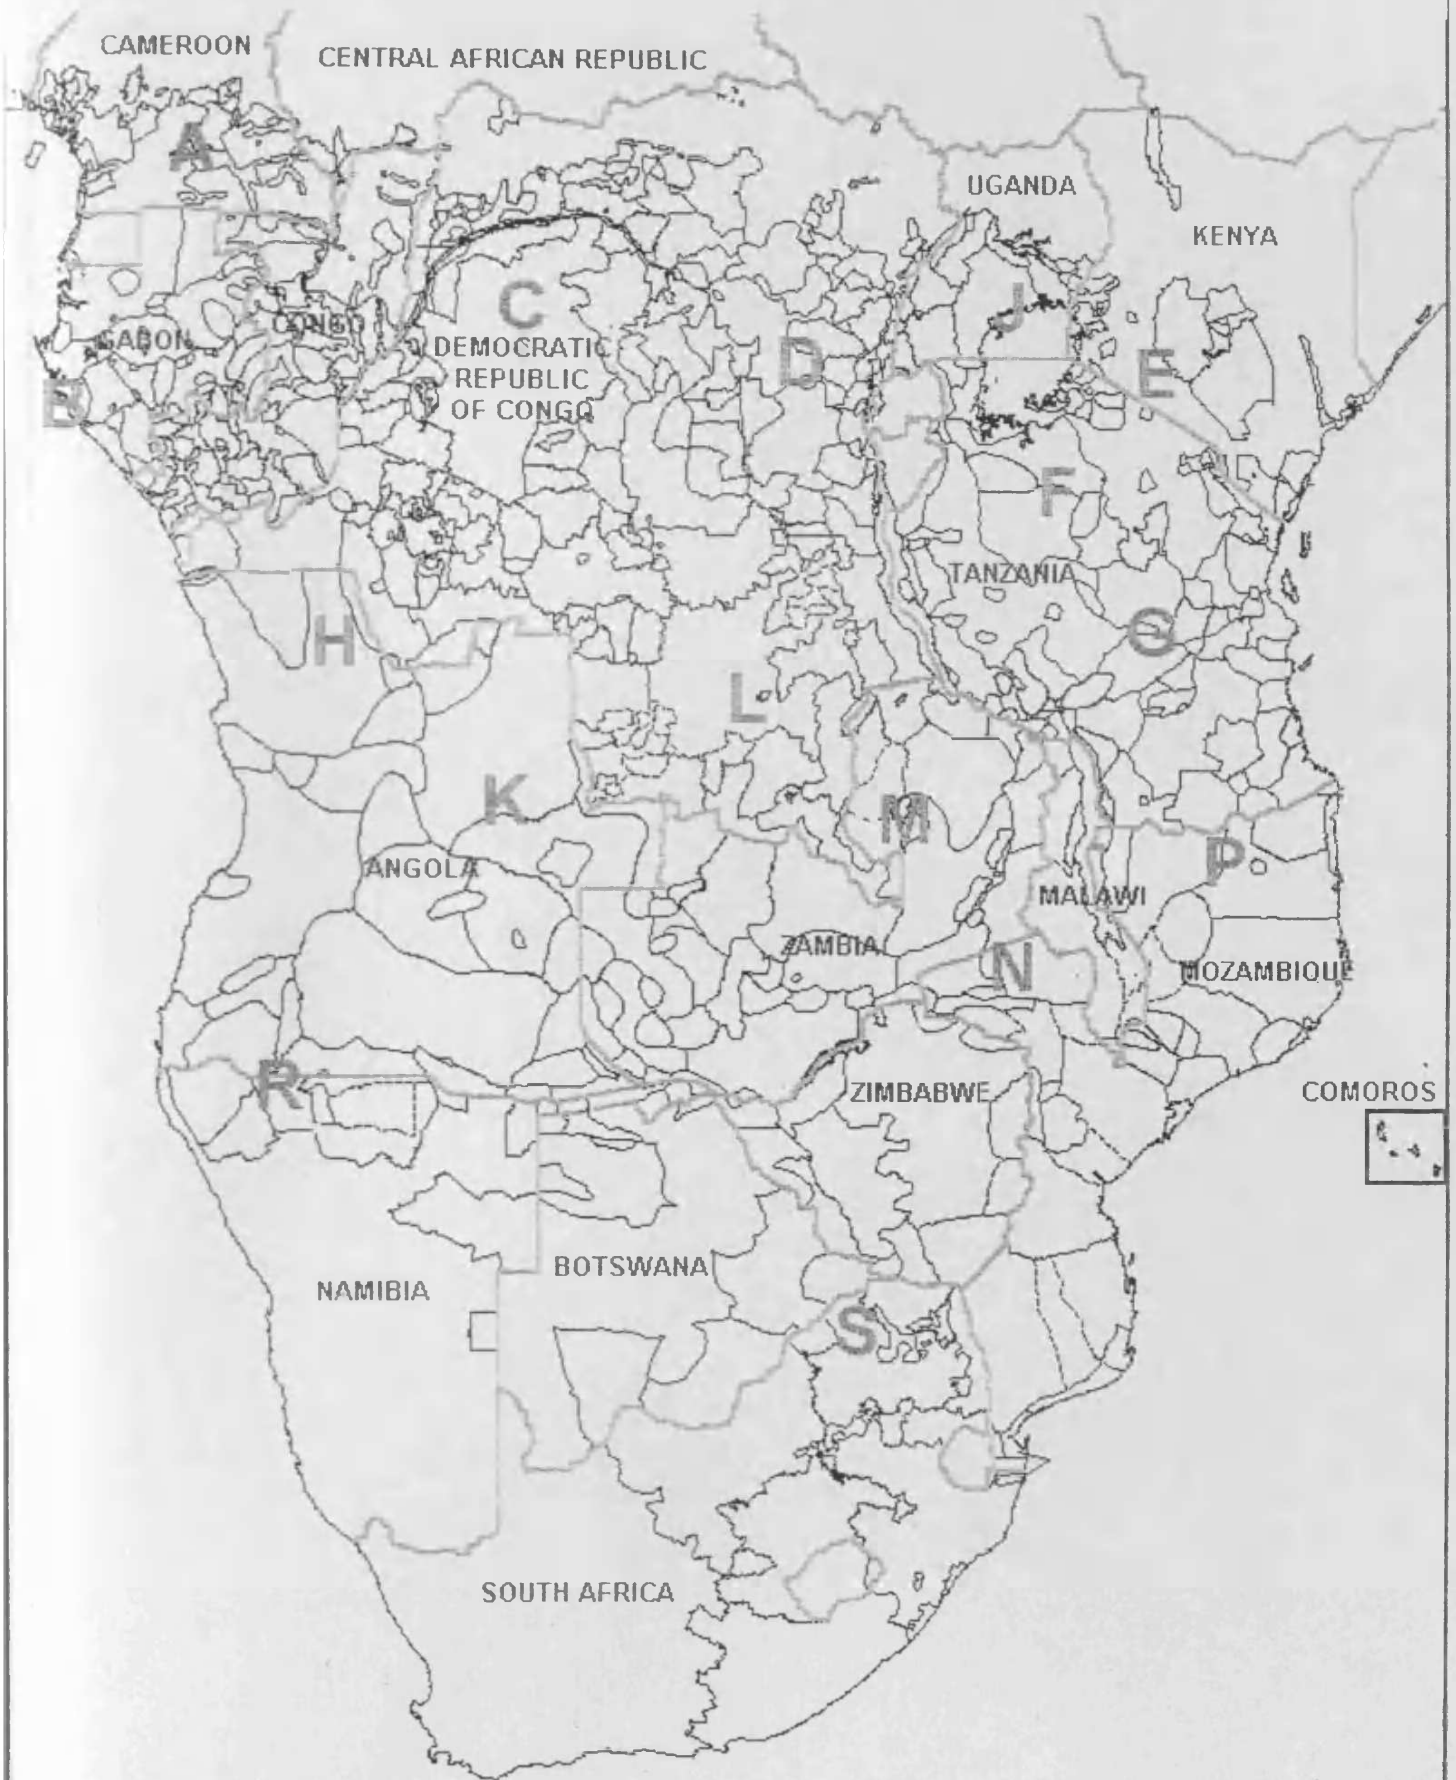 CAMEROON
CENTRAL AFRICAN REPUBLIC
A
UGANDA
KENYA
C
J
GABON
CONGO
DEMOCRATIC
REPUBLIC
OF CONGO
D
E
B
F
TANZANIA
H
G
L
K
M
ANGOLA
P
MALAWI
ZAMBIA
N
MOZAMBIQUE
R
ZIMBABWE
COMOROS
BOTSWANA
NAMIBIA
S
SOUTH AFRICA